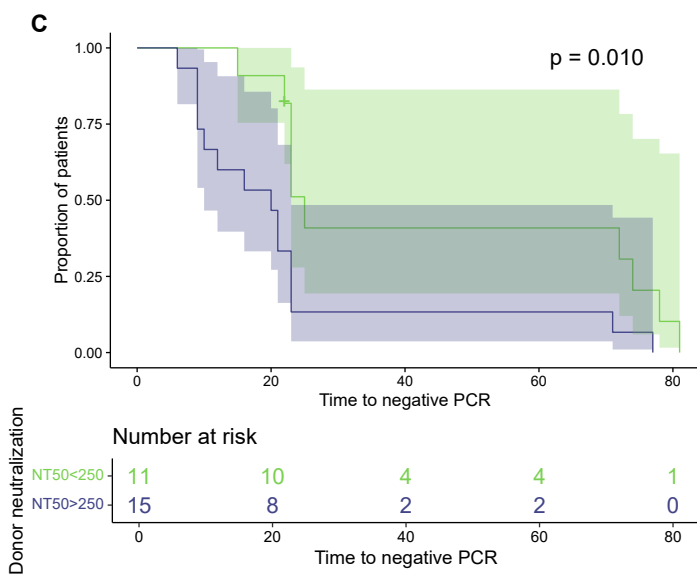 C
p = 0.010
Proportion of patients
1.00
0.75
0.50
0.25
0.00
0 20 40 60 80
Time to negative PCR
Number at risk
Donor neutralization
NT50<250 11 10 4 4 1
NT50>250 15 8 2 2 0
0 20 40 60 80
Time to negative PCR